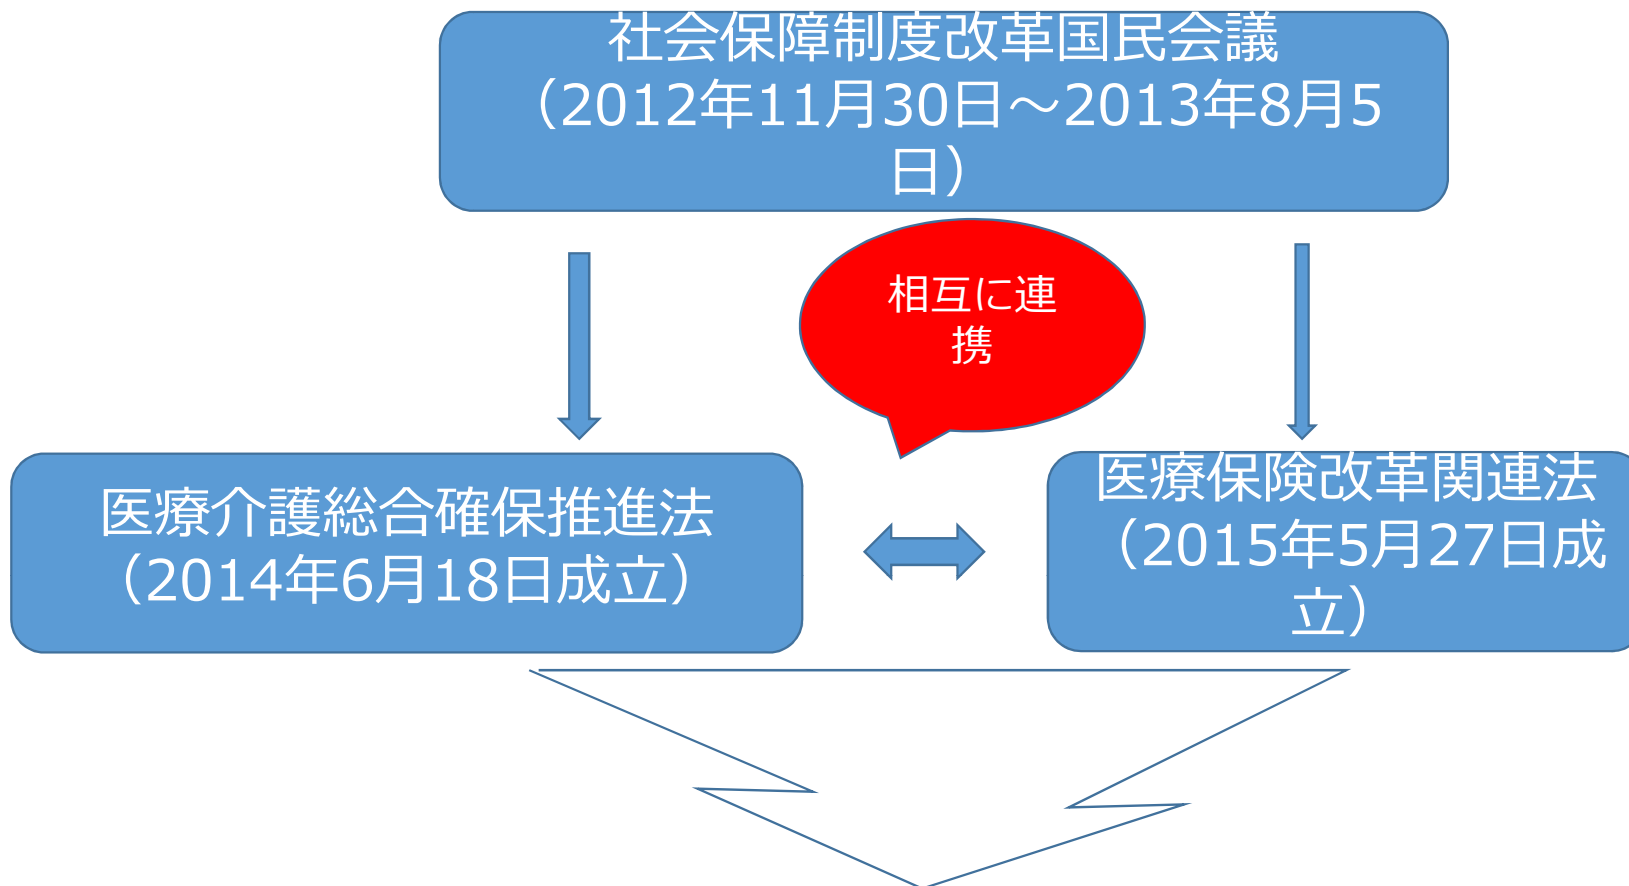 社会保障制度改革国民会議
（2012年11月30日～2013年8月5
日）
相互に連
携
医療介護総合確保推進法
（2014年6月18日成立）
医療保険改革関連法
（2015年5月27日成
立）